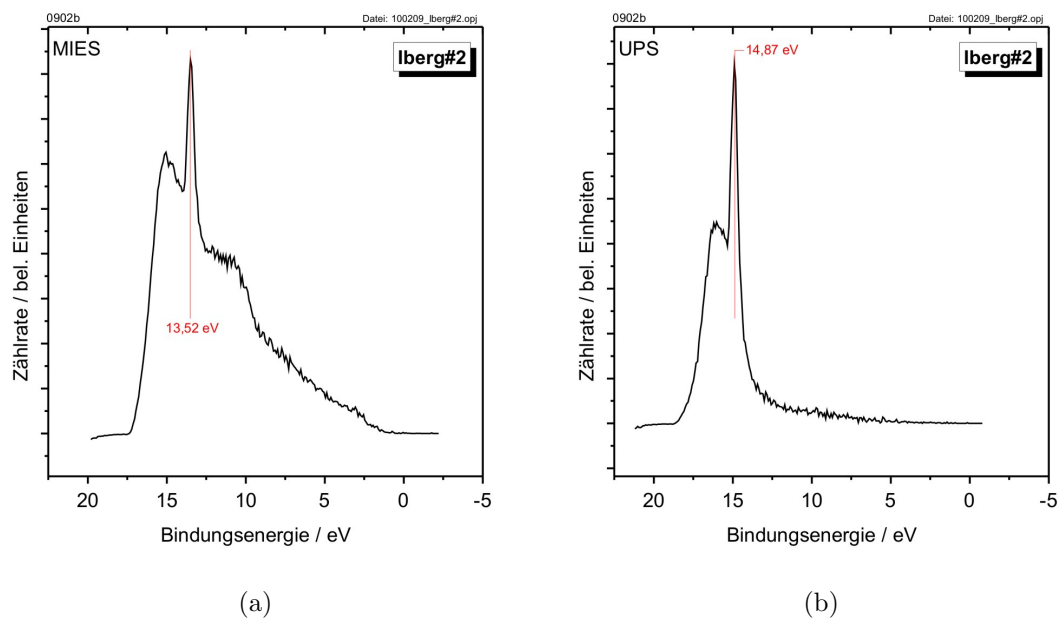 0902b
Datei: 100209_Iberg#2.opj
MIES
Iberg#2
13,52 eV
Zählrate / bel. Einheiten
20 15 10 5 0 -5
Bindungsenergie / eV
(a)
0902b
Datei: 100209_Iberg#2.opj
UPS
14,87 eV
Iberg#2
Zählrate / bel. Einheiten
20 15 10 5 0 -5
Bindungsenergie / eV
(b)